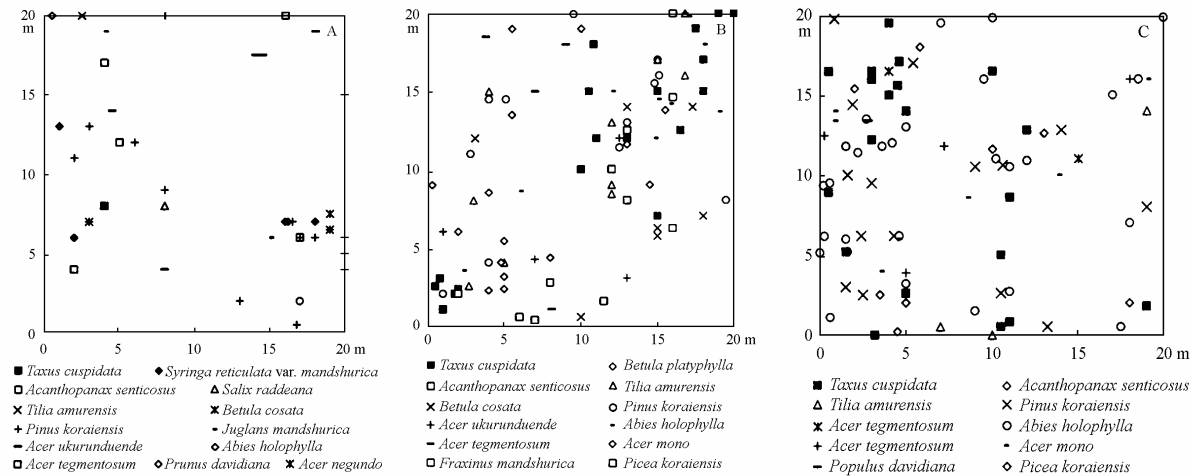 20
m
15
10
5
0
A
0 5 10 15 20 m
■ Taxus cuspidata ◆ Syringa reticulata var. mandshurica
□ Acanthopanax senticosus △ Salix raddeana
× Tilia amurensis Betula cosata
+ Pinus koraiensis - Juglans mandshurica
– Acer ukurunduende ◇ Abies holophylla
□ Acer tegmentosum ◇ Prunus davidiana Acer negundo
20
m
15
10
5
0
B
0 5 10 15 20 m
■ Taxus cuspidata ◇ Betula platyphylla
□ Acanthopanax senticosus △ Tilia amurensis
× Betula cosata ○ Pinus koraiensis
+ Acer ukurunduende - Abies holophylla
– Acer tegmentosum ◇ Acer mono
□ Fraxinus mandshurica □ Picea koraiensis
20
m
15
10
5
0
C
0 5 10 15 20 m
■ Taxus cuspidata ◇ Acanthopanax senticosus
△ Tilia amurensis × Pinus koraiensis
Acer tegmentosum ○ Abies holophylla
+ Acer tegmentosum - Acer mono
– Populus davidiana ◇ Picea koraiensis